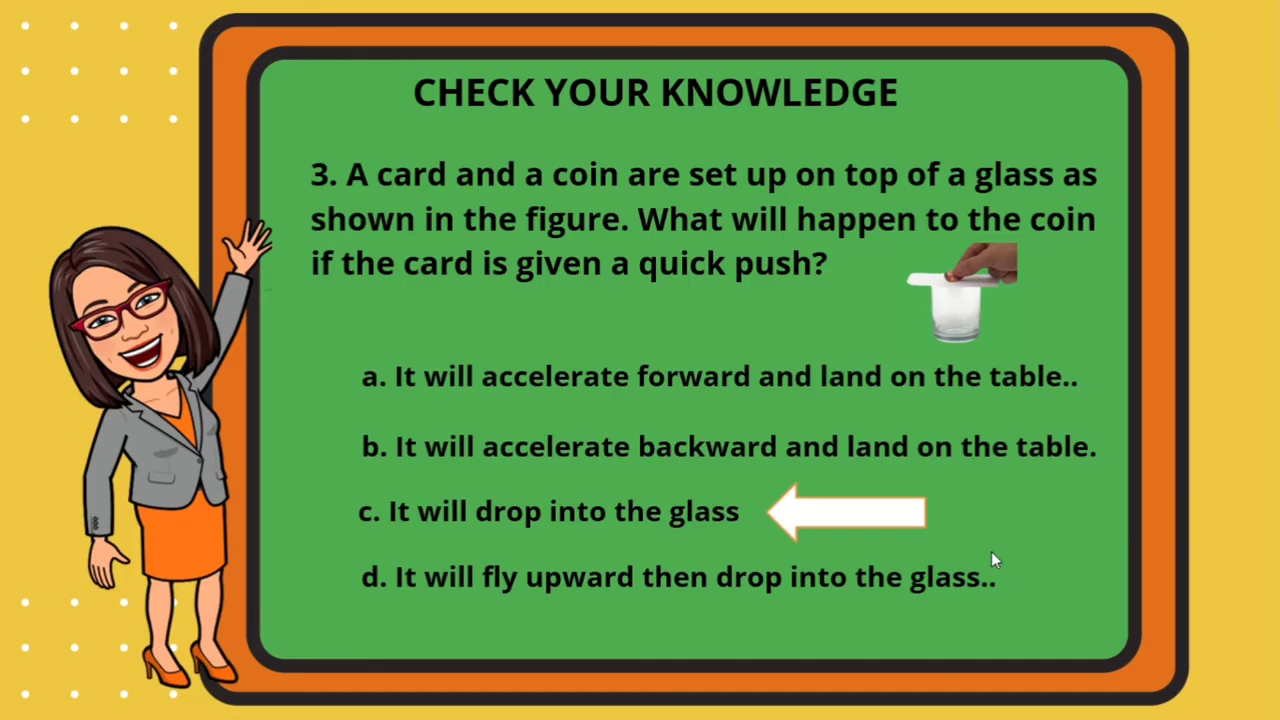 CHECK YOUR KNOWLEDGE
3. A card and a coin are set up on top of a glass as
shown in the figure. What will happen to the coin
if the card is given a quick push?
a. It will accelerate forward and land on the table..
b. It will accelerate backward and land on the table.
c. It will drop into the glass
d. It will fly upward then drop into the glass..